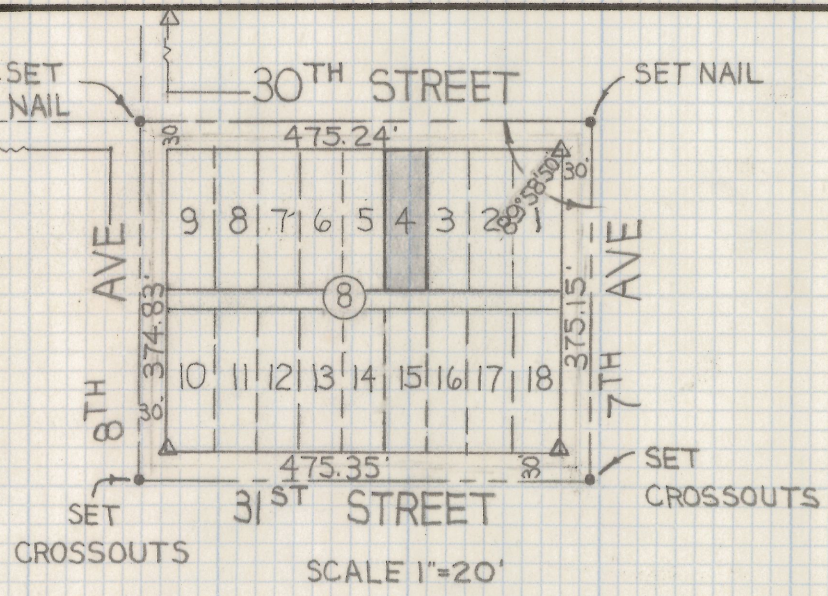 SET
NAIL
30TH STREET
SET NAIL
30
475.24'
30'
89°58'50"
9 8 7 6 5 4 3 2 1
8TH AVE
374.83'
8
375.15'
7TH AVE
10 11 12 13 14 15 16 17 18
30'
475.35'
30
31ST STREET
SET
CROSSOUTS
SET
CROSSOUTS
SCALE 1"=20'